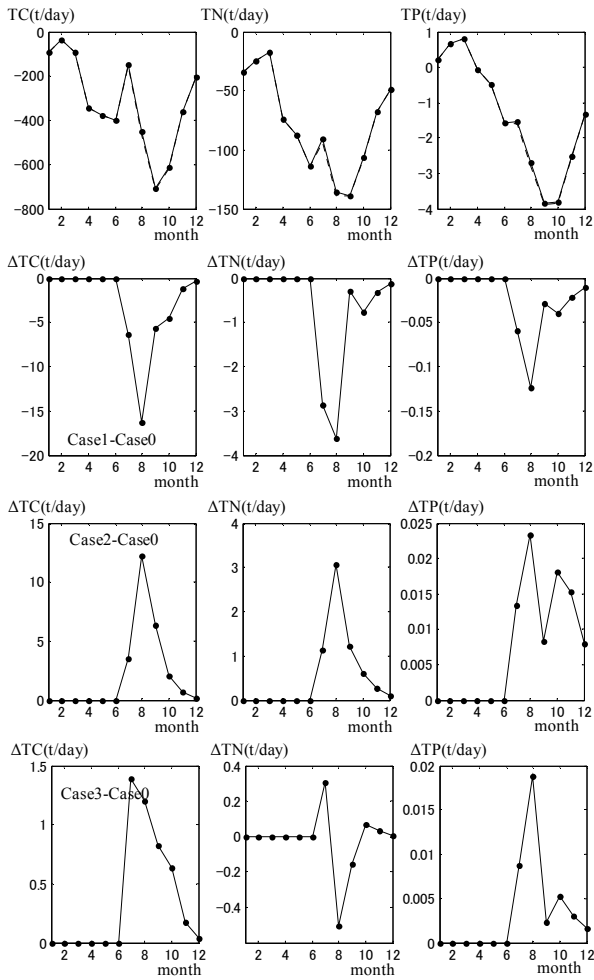 TC(t/day) TN(t/day) TP(t/day)
0 0 1
-200 -50 0
-400 -100 -1
-600 -150 -2
-800 -3
-4
2 4 6 8 10 12 2 4 6 8 10 12 2 4 6 8 10 12
month month month
ΔTC(t/day) ΔTN(t/day) ΔTP(t/day)
0 0 0
-5 -1 -0.05
-10 -2 -0.1
-15 -3 -0.15
-20 -4 -0.2
Case1-Case0
2 4 6 8 10 12 2 4 6 8 10 12 2 4 6 8 10 12
month month month
ΔTC(t/day) ΔTN(t/day) ΔTP(t/day)
15 4 0.025
Case2-Case0
10 3 0.02
5 2 0.015
0 1 0.01
0 0.005
0
2 4 6 8 10 12 2 4 6 8 10 12 2 4 6 8 10 12
month month month
ΔTC(t/day) ΔTN(t/day) ΔTP(t/day)
1.5 0.4 0.02
Case3-Case0
1 0.2 0.015
0.5 0 0.01
0 -0.2 0.005
-0.4 0
2 4 6 8 10 12 2 4 6 8 10 12 2 4 6 8 10 12
month month month